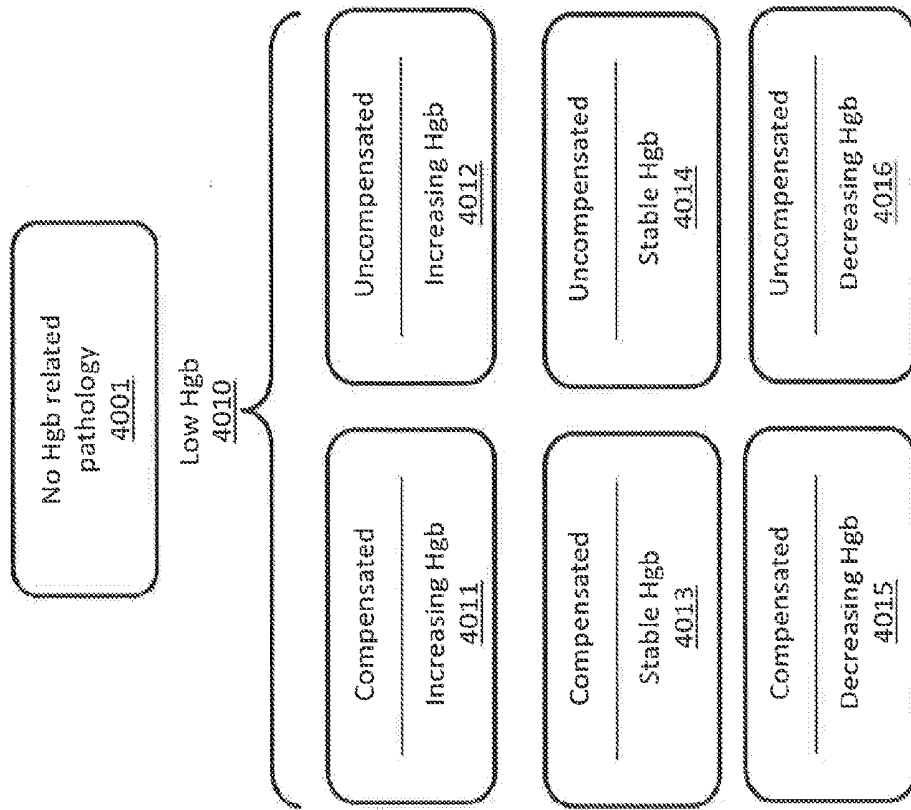 No Hgb related
pathology
4001
Low Hgb
4010
Compensated
Increasing Hgb
4011
Uncompensated
Increasing Hgb
4012
Compensated
Stable Hgb
4013
Uncompensated
Stable Hgb
4014
Compensated
Decreasing Hgb
4015
Uncompensated
Decreasing Hgb
4016